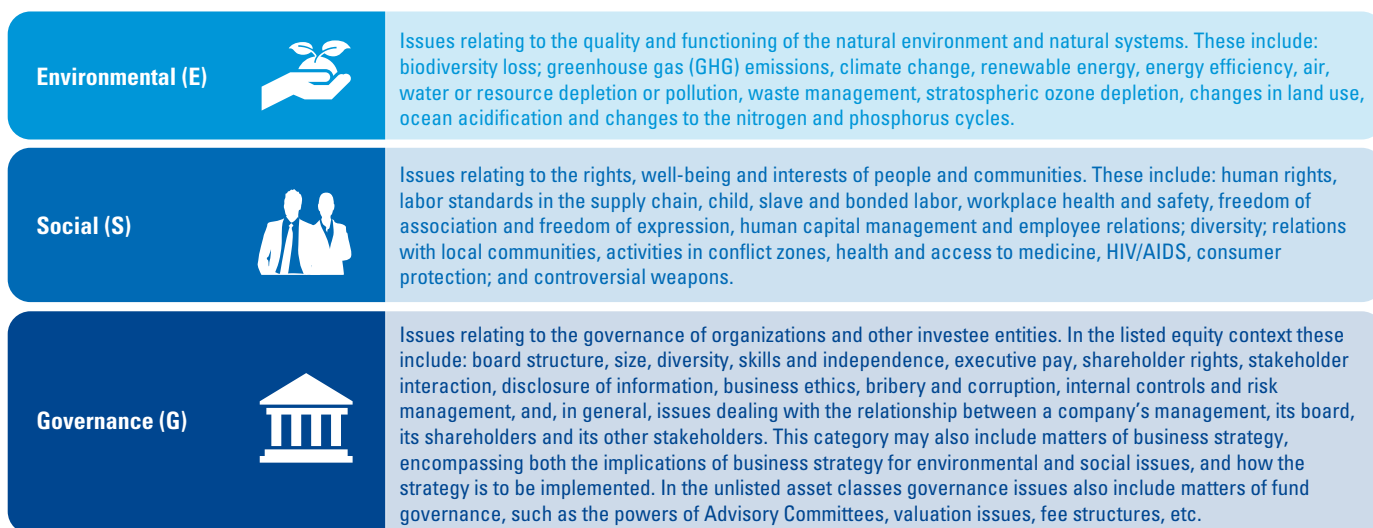 Environmental (E)
Issues relating to the quality and functioning of the natural environment and natural systems. These include:
biodiversity loss; greenhouse gas (GHG) emissions, climate change, renewable energy, energy efficiency, air,
water or resource depletion or pollution, waste management, stratospheric ozone depletion, changes in land use,
ocean acidification and changes to the nitrogen and phosphorus cycles.
Social (S)
Issues relating to the rights, well-being and interests of people and communities. These include: human rights,
labor standards in the supply chain, child, slave and bonded labor, workplace health and safety, freedom of
association and freedom of expression, human capital management and employee relations; diversity; relations
with local communities, activities in conflict zones, health and access to medicine, HIV/AIDS, consumer
protection; and controversial weapons.
Governance (G)
Issues relating to the governance of organizations and other investee entities. In the listed equity context these
include: board structure, size, diversity, skills and independence, executive pay, shareholder rights, stakeholder
interaction, disclosure of information, business ethics, bribery and corruption, internal controls and risk
management, and, in general, issues dealing with the relationship between a company's management, its board,
its shareholders and its other stakeholders. This category may also include matters of business strategy,
encompassing both the implications of business strategy for environmental and social issues, and how the
strategy is to be implemented. In the unlisted asset classes governance issues also include matters of fund
governance, such as the powers of Advisory Committees, valuation issues, fee structures, etc.